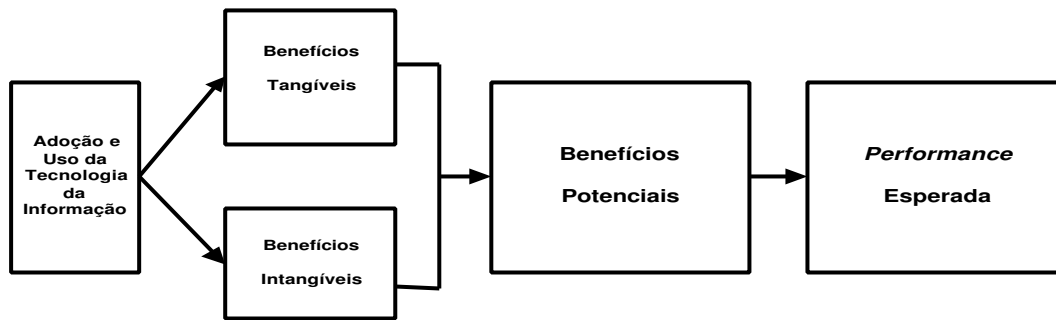 Adoção e
Uso da
Tecnologia
da
Informação
Benefícios
Tangíveis
Benefícios
Intangíveis
Benefícios
Potenciais
Performance
Esperada